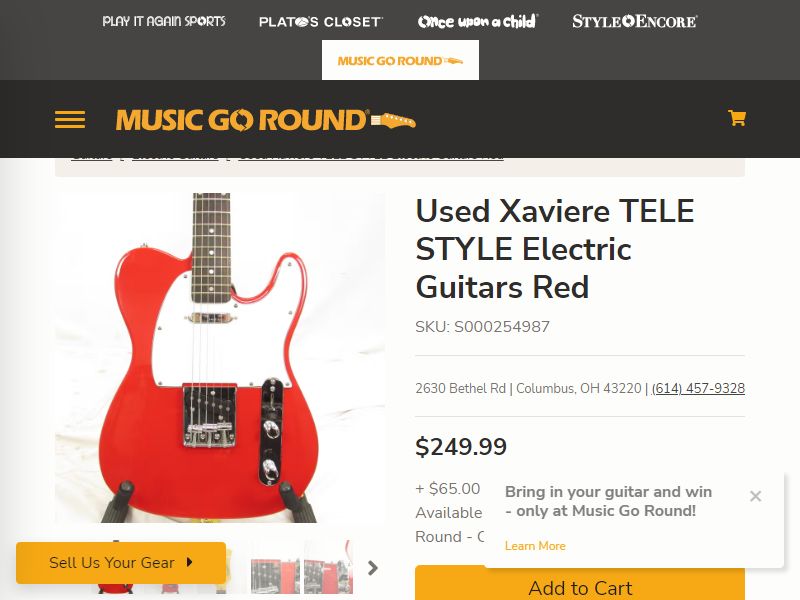 PLAY IT AGAIN SPORTS
PLATO'S CLOSET
Once upon a child
STYLE ENCORE
MUSIC GO ROUND
MUSIC GO ROUND
Used Xaviere TELE
STYLE Electric
Guitars Red
SKU: S000254987
2630 Bethel Rd | Columbus, OH 43220 | (614) 457-9328
$249.99
+ $65.00
Available
Round -
Bring in your guitar and win
- only at Music Go Round!
Learn More
Sell Us Your Gear
Add to Cart